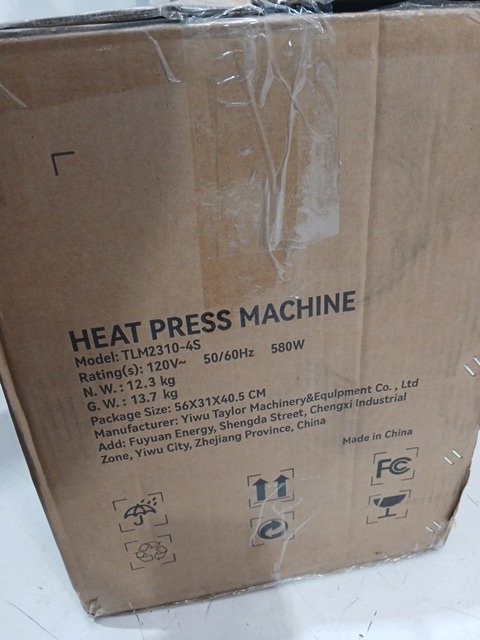 HEAT PRESS MACHINE
Model: TLM2310-4S
Rating(s): 120V~ 50/60Hz 580W
N. W. : 12.3 kg
G. W. : 13.7 kg
Package Size: 56X31X40.5 CM
Manufacturer: Yiwu Taylor Machinery&Equipment Co. , Ltd
Add: Fuyuan Energy, Shengda Street, Chengxi Industrial
Zone, Yiwu City, Zhejiang Province, China
Made in China
FC